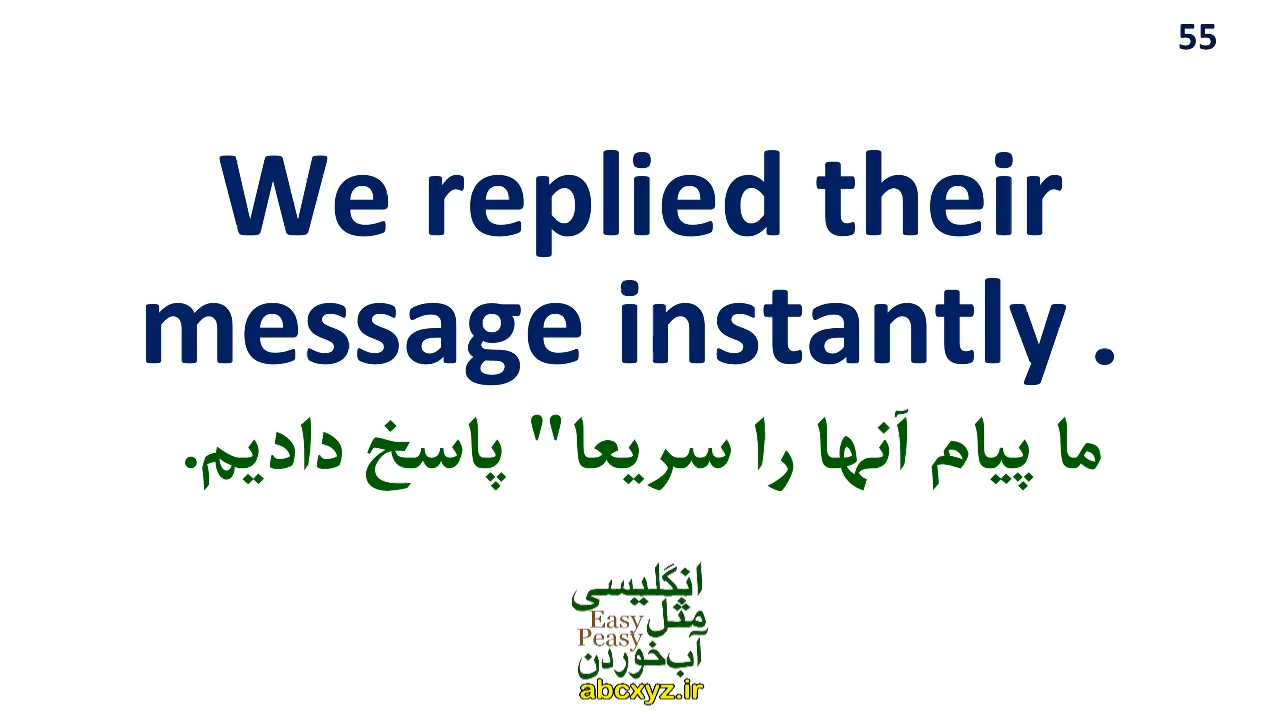 55
We replied their
message instantly .
ما پیام آنها را سریعا" پاسخ دادیم.
انگلیسی
مثل
Easy
Peasy
آب‌خوردن
abcxyz.ir